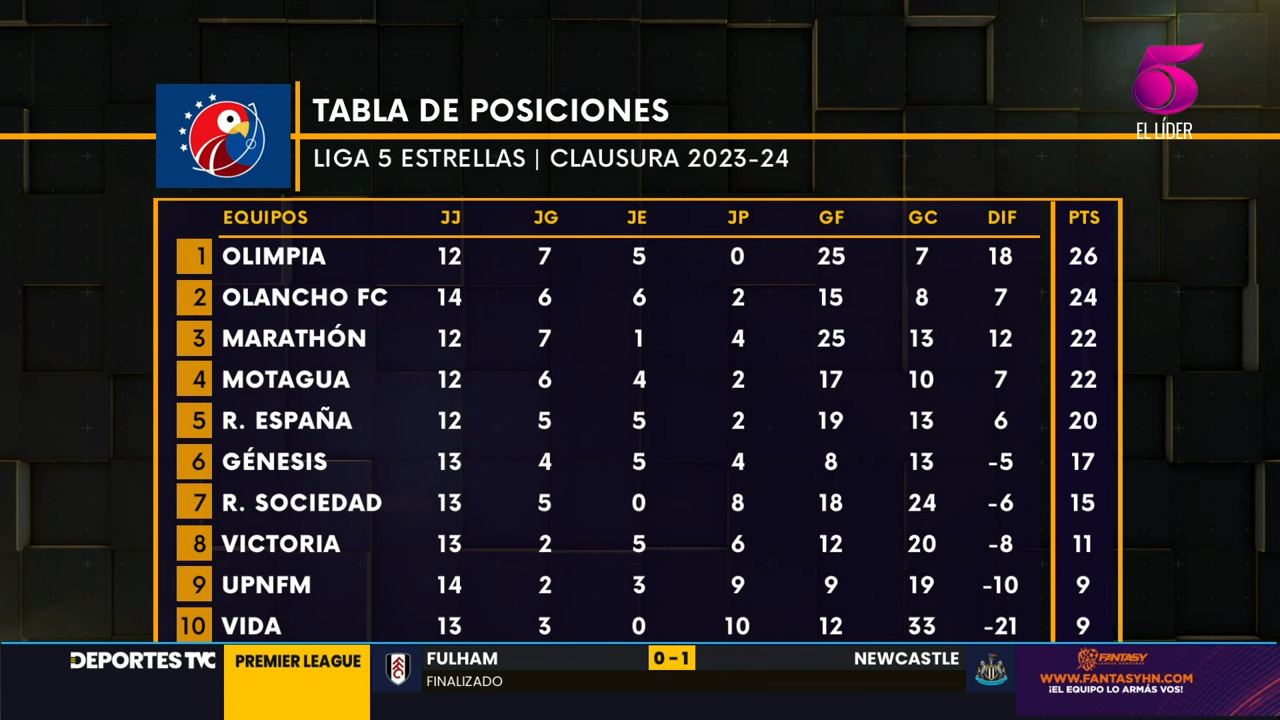 5
EL LÍDER
TABLA DE POSICIONES
LIGA 5 ESTRELLAS | CLAUSURA 2023-24
EQUIPOS JJ JG JE JP GF GC DIF PTS
1 OLIMPIA 12 7 5 0 25 7 18 26
2 OLANCHO FC 14 6 6 2 15 8 7 24
3 MARATHÓN 12 7 1 4 25 13 12 22
4 MOTAGUA 12 6 4 2 17 10 7 22
5 R. ESPAÑA 12 5 5 2 19 13 6 20
6 GÉNESIS 13 4 5 4 8 13 -5 17
7 R. SOCIEDAD 13 5 0 8 18 24 -6 15
8 VICTORIA 13 2 5 6 12 20 -8 11
9 UPNFM 14 2 3 9 9 19 -10 9
10 VIDA 13 3 0 10 12 33 -21 9
DEPORTES TVC PREMIER LEAGUE FULHAM 0 - 1 NEWCASTLE
FINALIZADO
FANTASY
WWW.FANTASYHN.COM
¡EL EQUIPO LO ARMÁS VOS!